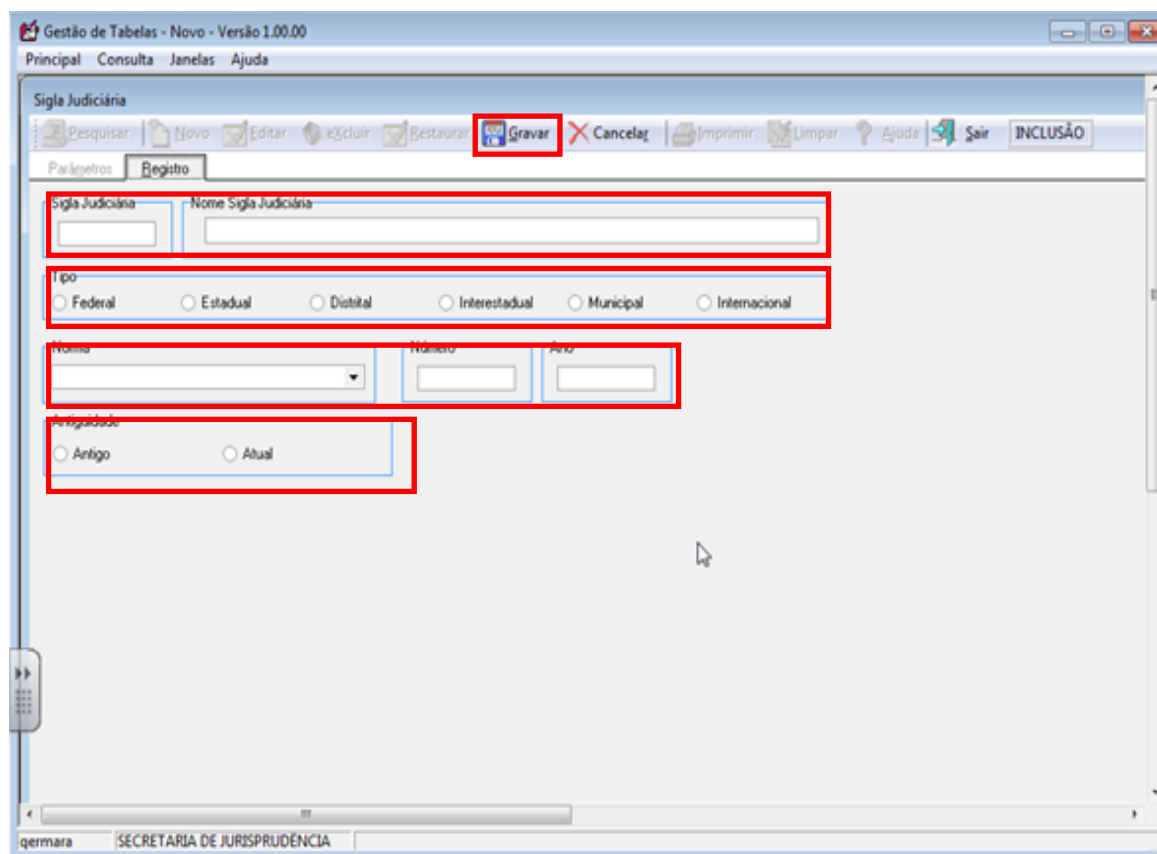 Gestão de Tabelas - Novo - Versão 1.00.00
Principal Consulta Janelas Ajuda
Sigla Judiciária
Pesquisar Novo Editar eXcluir Restaurar Gravar Cancelar Imprimir Limpar Ajuda Sair INCLUSÃO
Parâmetros Registro
Sigla Judiciária Nome Sigla Judiciária
Tipo
Federal Estadual Distrital Interestadual Municipal Internacional
Norma Número Ano
Antiguidade
Antigo Atual
qermara SECRETARIA DE JURISPRUDÊNCIA